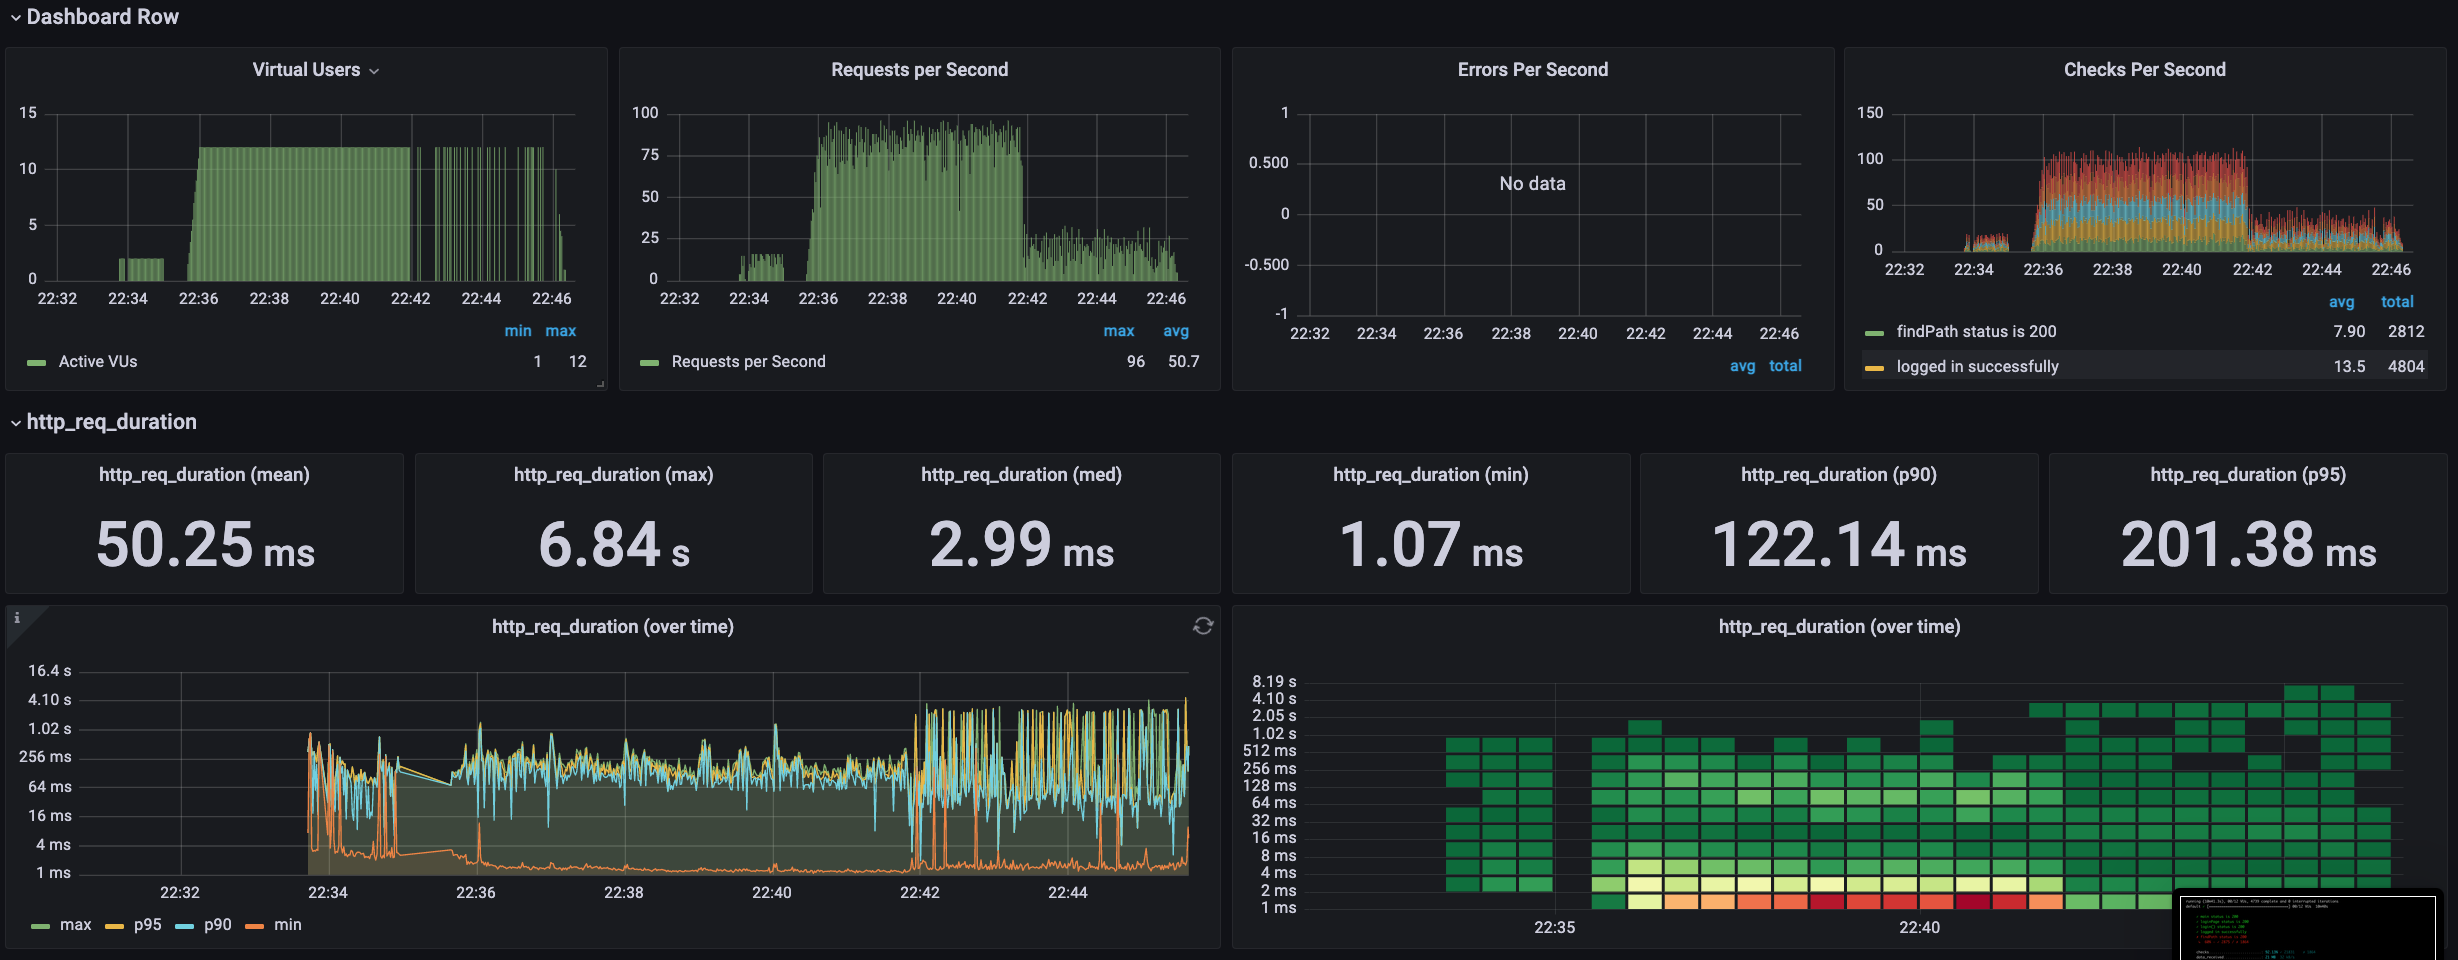 Dashboard Row
Virtual Users
15
10
5
0
22:32 22:34 22:36 22:38 22:40 22:42 22:44 22:46
min max
Active VUs 1 12
Requests per Second
100
75
50
25
0
22:32 22:34 22:36 22:38 22:40 22:42 22:44 22:46
max avg
Requests per Second 96 50.7
Errors Per Second
1
0.500
0
-0.500
-1
No data
22:32 22:34 22:36 22:38 22:40 22:42 22:44 22:46
avg total
Checks Per Second
150
100
50
0
22:32 22:34 22:36 22:38 22:40 22:42 22:44 22:46
avg total
findPath status is 200 7.90 2812
logged in successfully 13.5 4804
http_req_duration
http_req_duration (mean)
50.25 ms
http_req_duration (max)
6.84 s
http_req_duration (med)
2.99 ms
http_req_duration (min)
1.07 ms
http_req_duration (p90)
122.14 ms
http_req_duration (p95)
201.38 ms
i
http_req_duration (over time)
16.4 s
4.10 s
1.02 s
256 ms
64 ms
16 ms
4 ms
1 ms
22:32 22:34 22:36 22:38 22:40 22:42 22:44
max p95 p90 min
http_req_duration (over time)
8.19 s
4.10 s
2.05 s
1.02 s
512 ms
256 ms
128 ms
64 ms
32 ms
16 ms
8 ms
4 ms
2 ms
1 ms
22:35 22:40